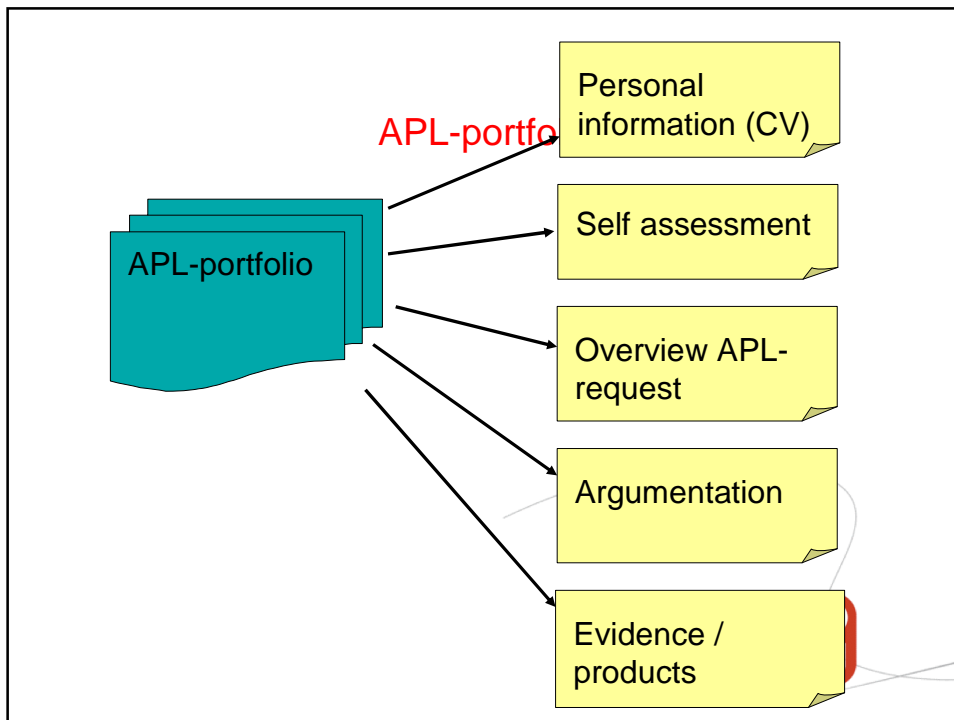 APL-portfo
Personal
information (CV)
Self assessment
APL-portfolio
Overview APL-
request
Argumentation
Evidence /
products